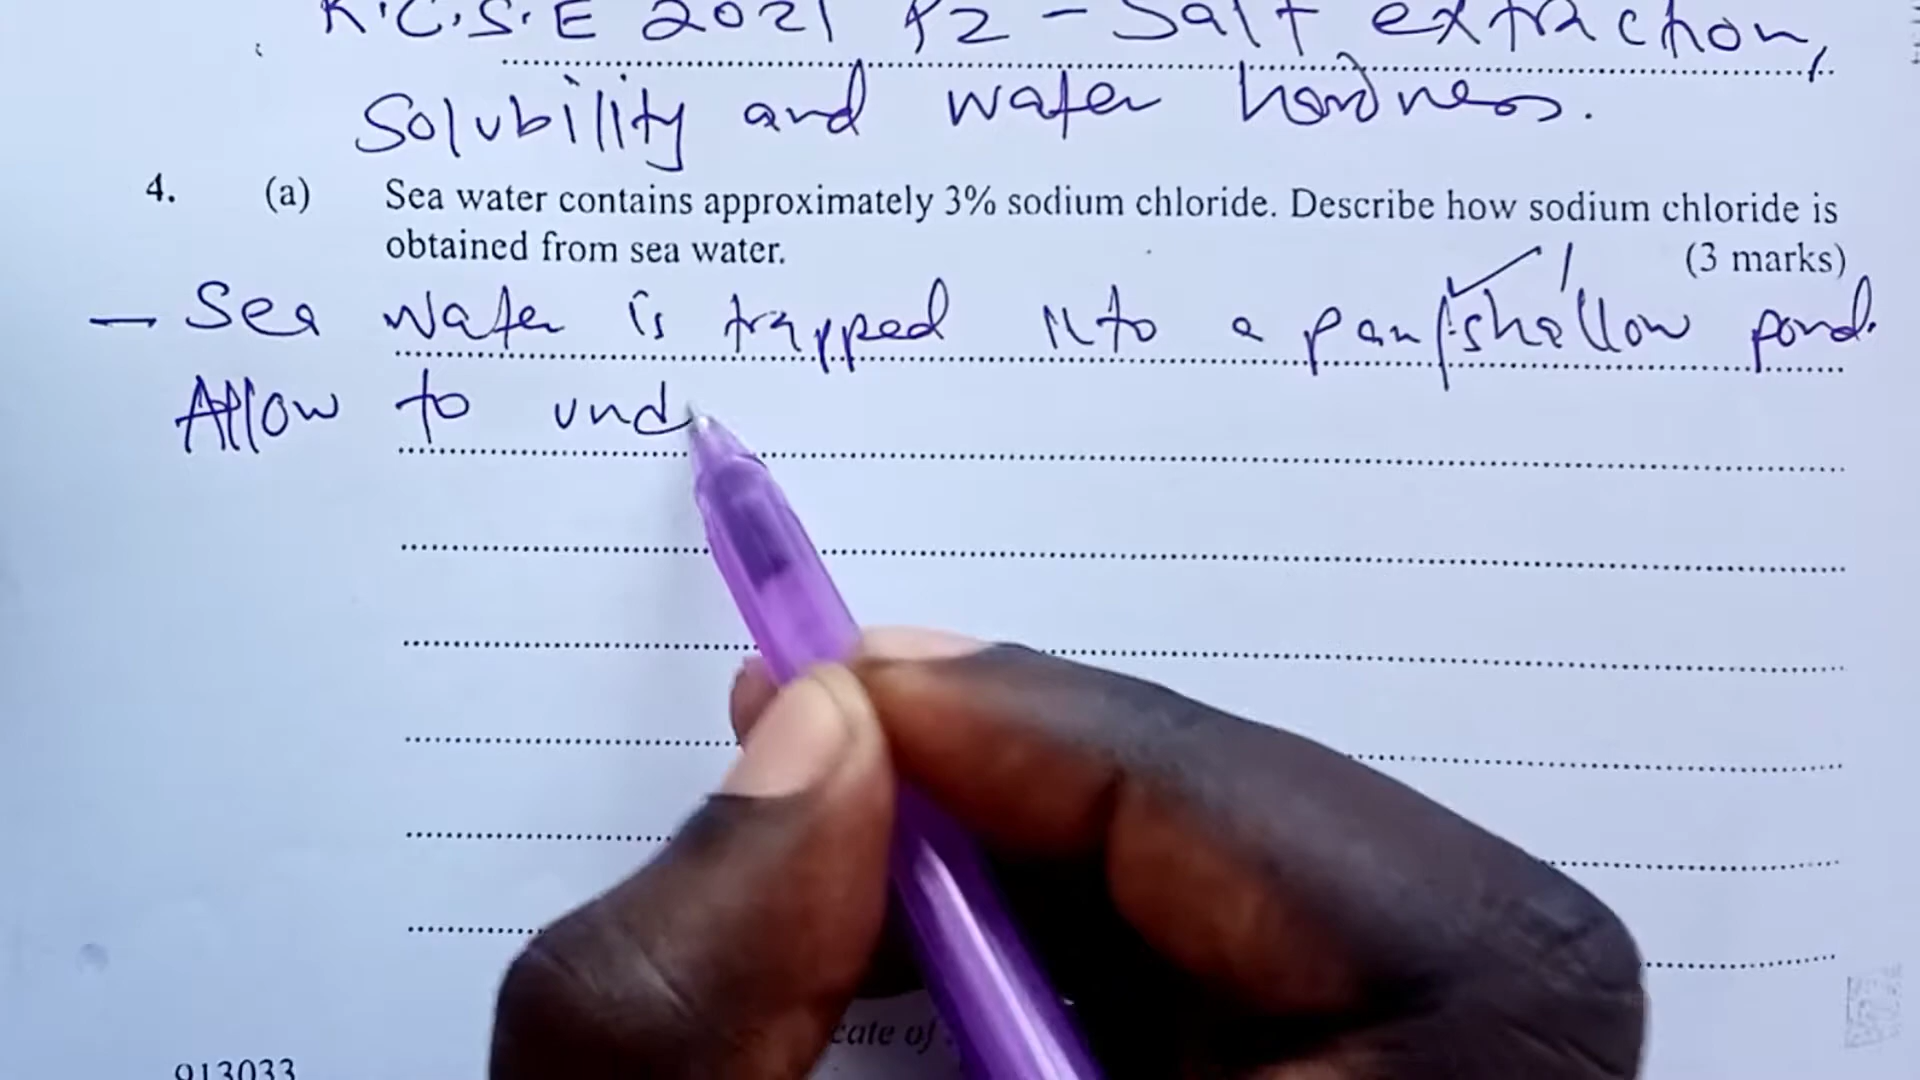 K.C.S.E 2021 P2 - Salt extraction,
Solubility and water hardness.
4. (a) Sea water contains approximately 3% sodium chloride. Describe how sodium chloride is
obtained from sea water. (3 marks)
- Sea water is trapped into a pan/shallow pond.
Allow to und
cate of
913033